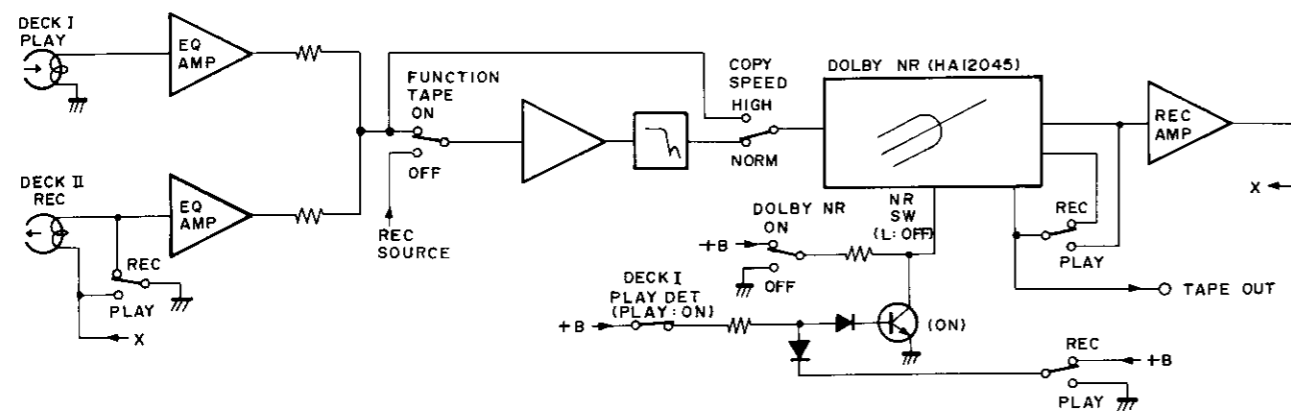 DECK I
PLAY
EQ
AMP
FUNCTION
TAPE
ON
OFF
REC
SOURCE
COPY
SPEED
HIGH
NORM
DOLBY NR (HA12045)
REC
AMP
X
DECK II
REC
EQ
AMP
REC
PLAY
X
DOLBY NR
ON
+B
OFF
NR
SW
(L:OFF)
REC
PLAY
TAPE OUT
DECK I
PLAY DET
(PLAY:ON)
+B
(ON)
REC
+B
PLAY